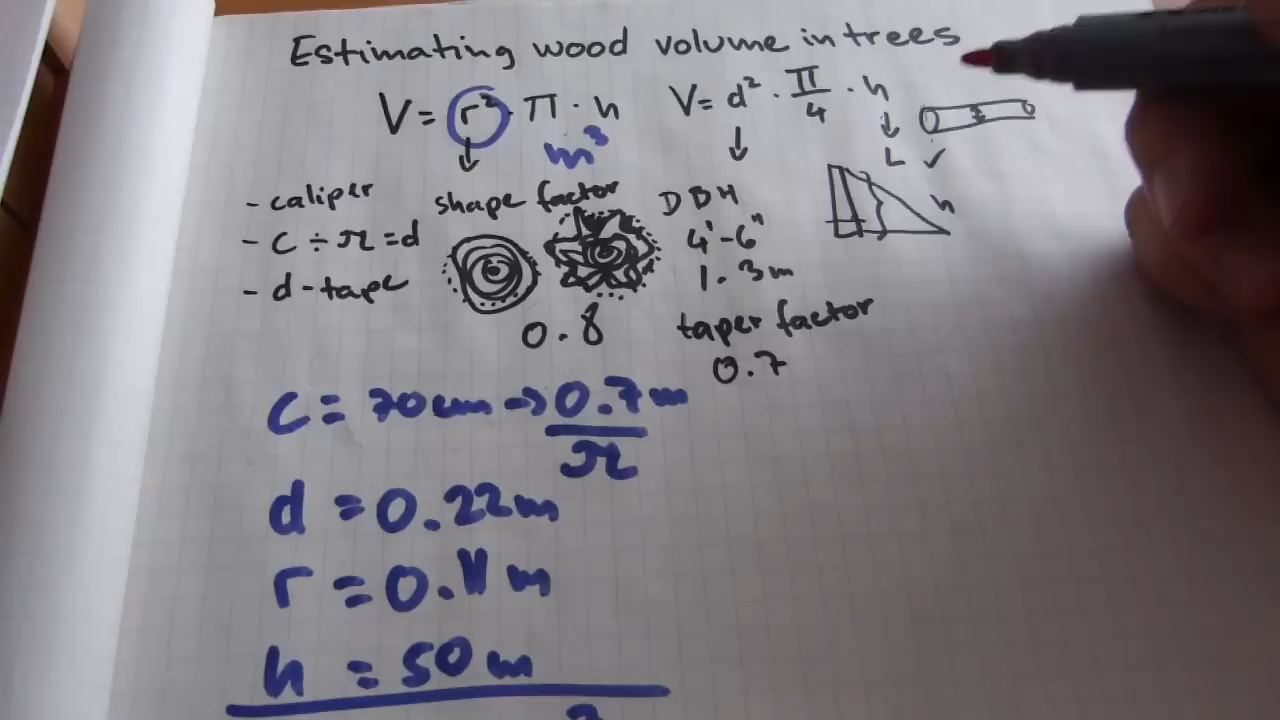 Estimating wood volume in trees
V = r² · π · h V = d² · π/4 · h
m³
L ✓
- caliper shape factor DBH h
- C ÷ π = d 4'-6"
- d-tape 1.3m
0.8 taper factor
0.7
C = 70cm → 0.7m
π
d = 0.22m
r = 0.11m
h = 50m
2